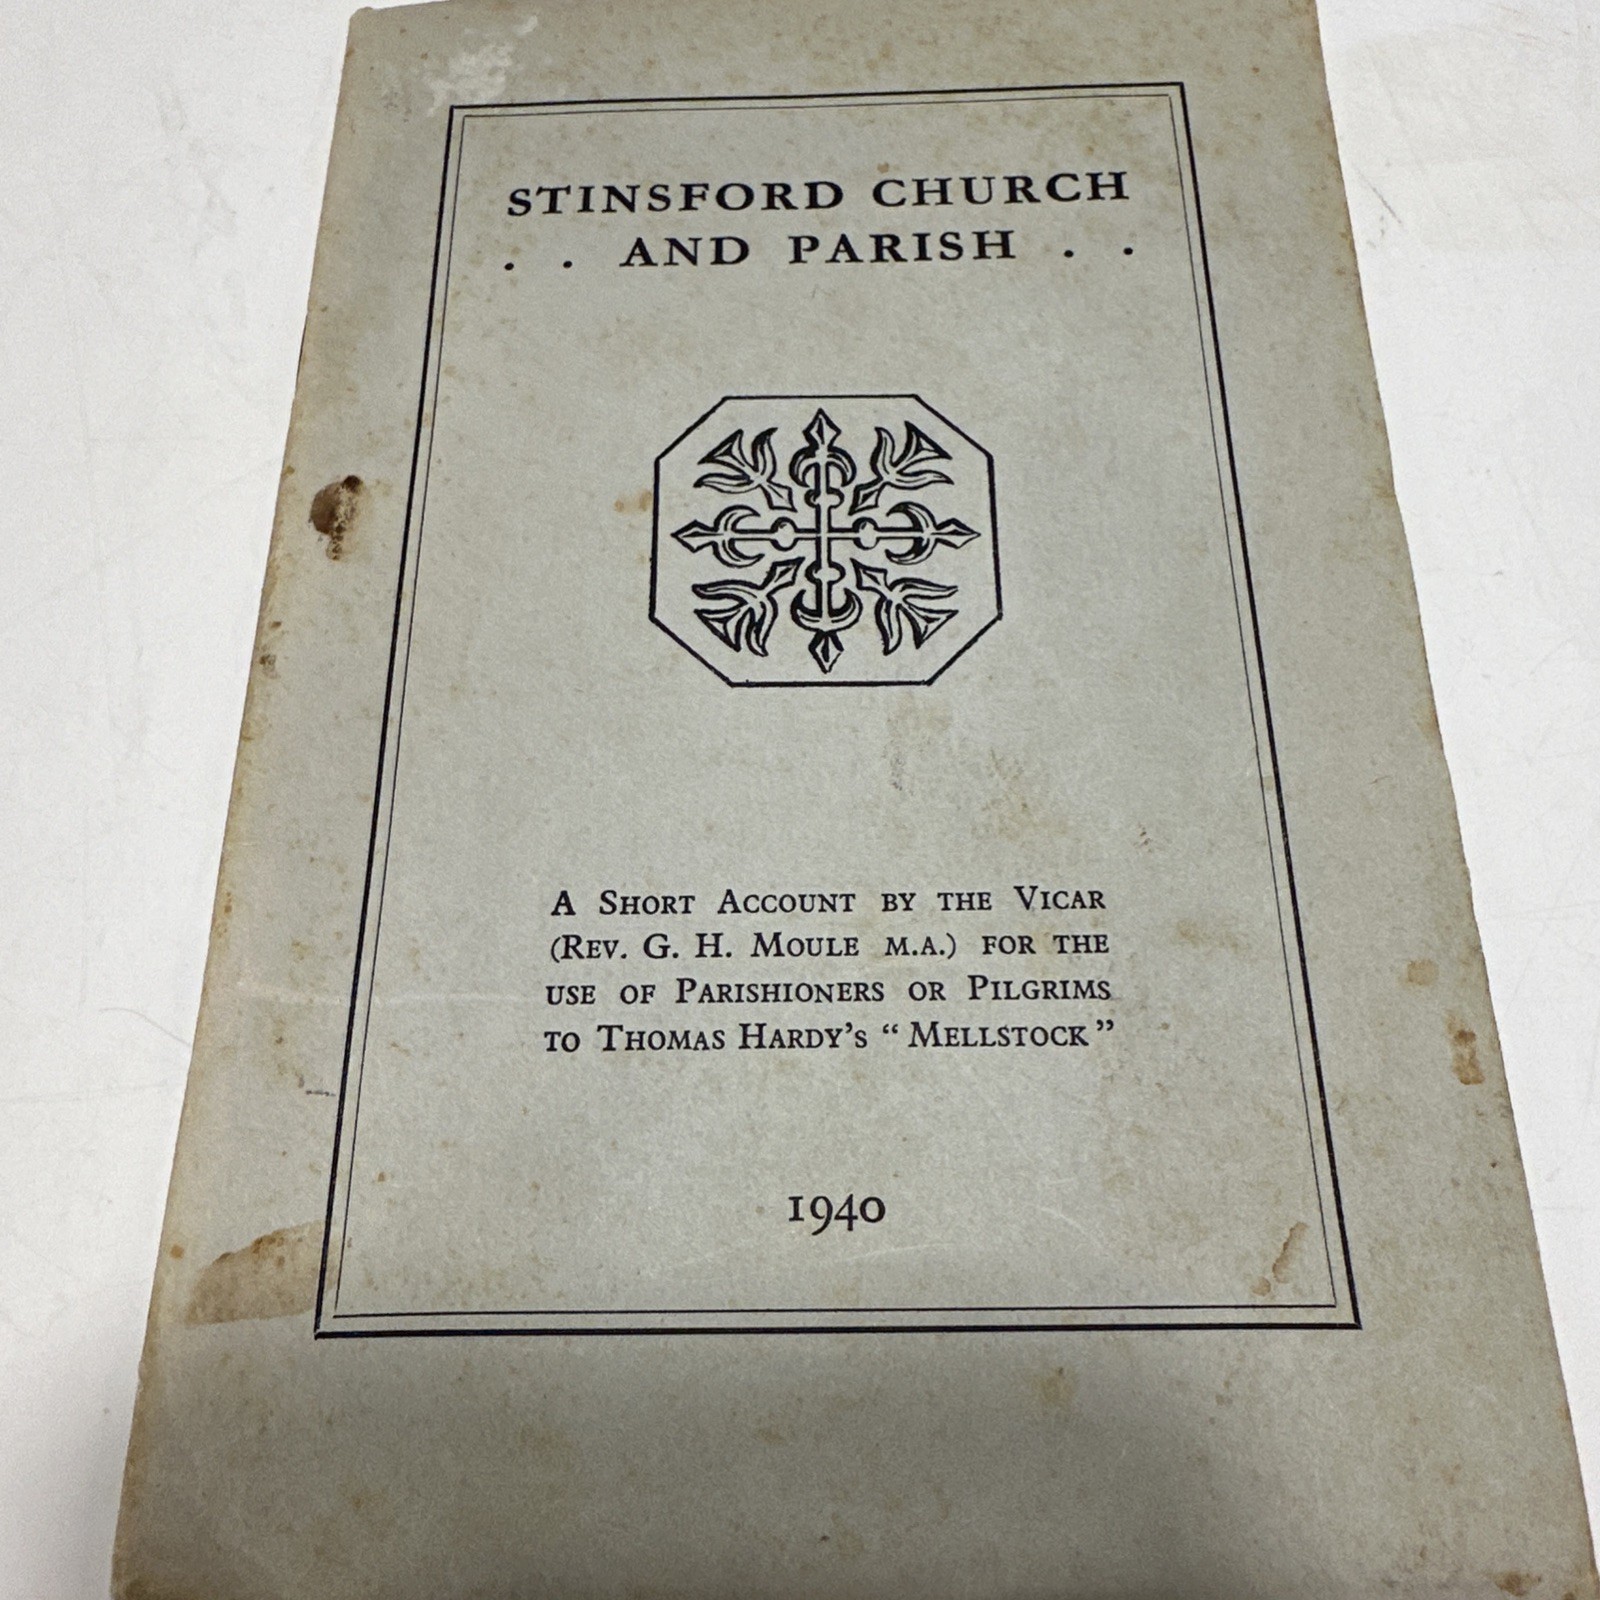 STINSFORD CHURCH
. . AND PARISH . .
A SHORT ACCOUNT BY THE VICAR
(REV. G. H. MOULE M.A.) FOR THE
USE OF PARISHIONERS OR PILGRIMS
TO THOMAS HARDY'S “ MELLSTOCK ”
1940